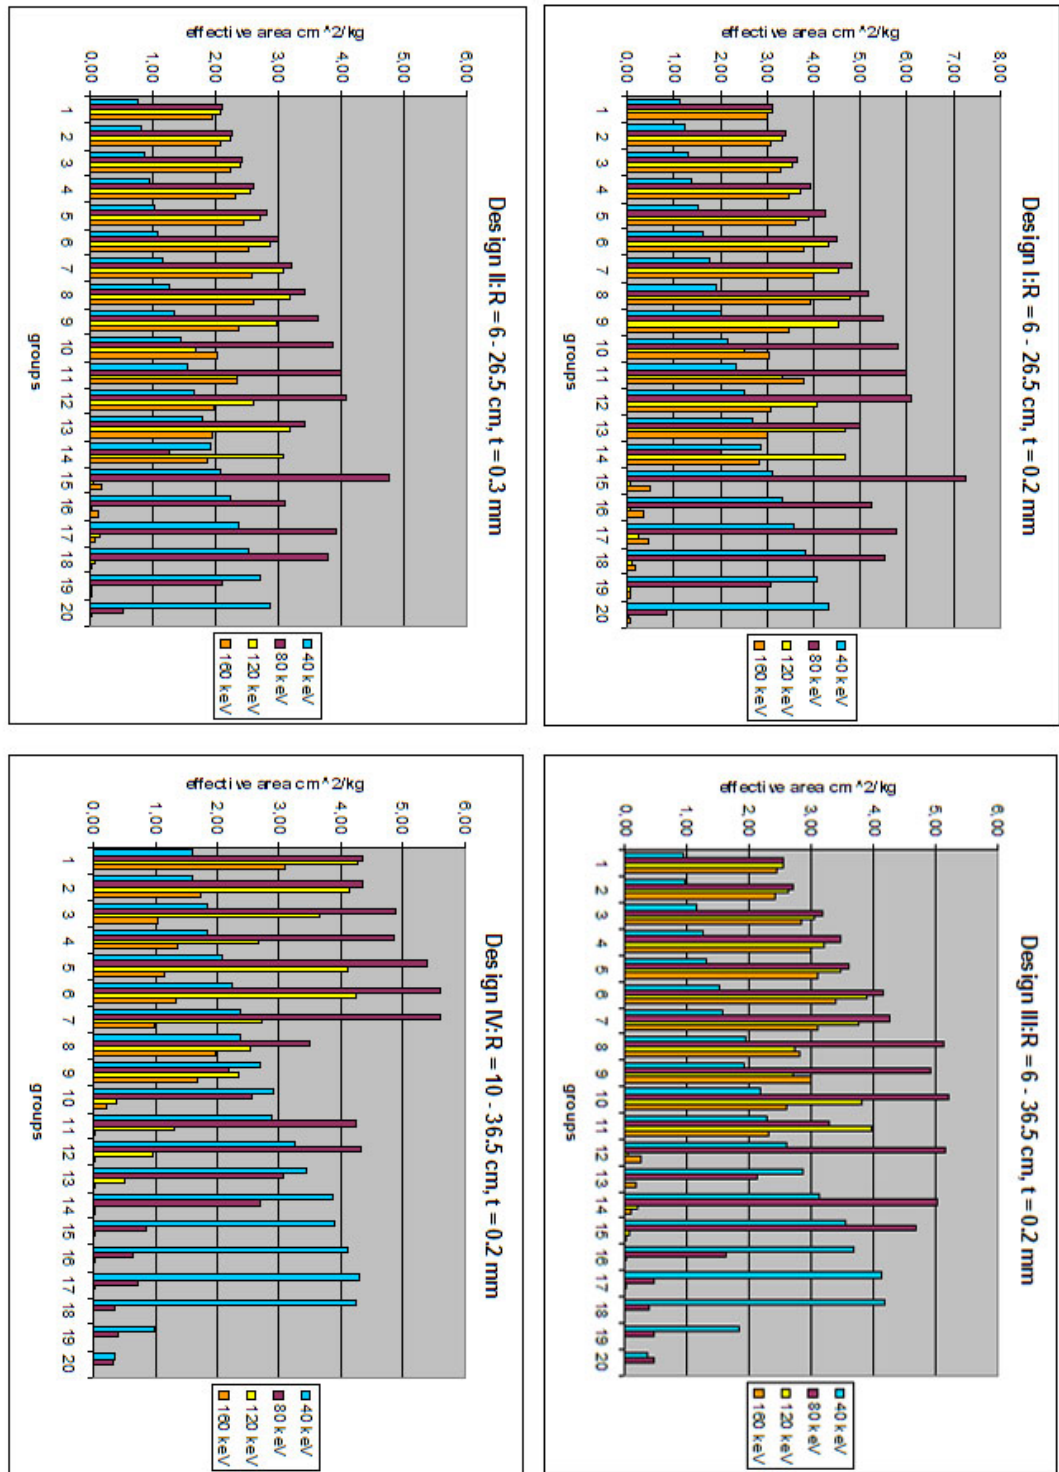 Design I: R = 6 - 26.5 cm, t = 0.2 mm
effective area cm^2/kg
8,00
7,00
6,00
5,00
4,00
3,00
2,00
1,00
0,00
1 2 3 4 5 6 7 8 9 10 11 12 13 14 15 16 17 18 19 20
groups
40 keV
80 keV
120 keV
160 keV
Design III: R = 6 - 36.5 cm, t = 0.2 mm
effective area cm^2/kg
6,00
5,00
4,00
3,00
2,00
1,00
0,00
1 2 3 4 5 6 7 8 9 10 11 12 13 14 15 16 17 18 19 20
groups
40 keV
80 keV
120 keV
160 keV
Design II: R = 6 - 26.5 cm, t = 0.3 mm
effective area cm^2/kg
6,00
5,00
4,00
3,00
2,00
1,00
0,00
1 2 3 4 5 6 7 8 9 10 11 12 13 14 15 16 17 18 19 20
groups
40 keV
80 keV
120 keV
160 keV
Design IV: R = 10 - 36.5 cm, t = 0.2 mm
effective area cm^2/kg
6,00
5,00
4,00
3,00
2,00
1,00
0,00
1 2 3 4 5 6 7 8 9 10 11 12 13 14 15 16 17 18 19 20
groups
40 keV
80 keV
120 keV
160 keV